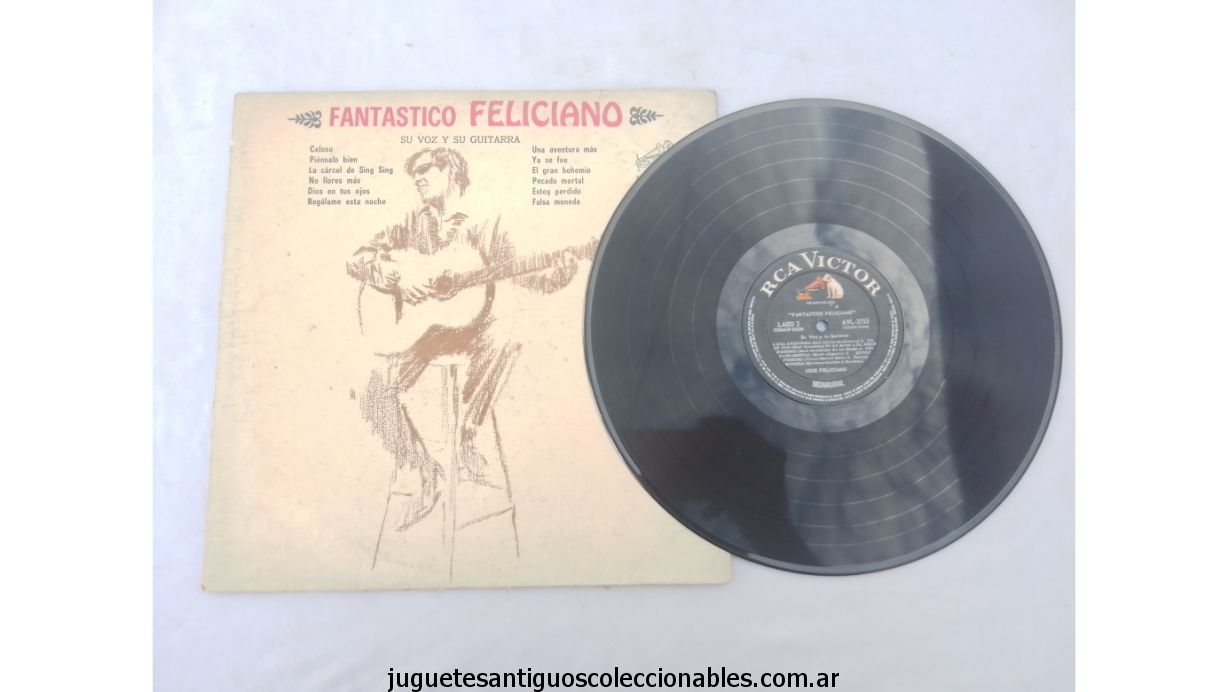 FANTASTICO FELICIANO
SU VOZ Y SU GUITARRA
Celoso
Piénsalo bien
La cárcel de Sing Sing
No llores más
Dios en tus ojos
Regálame esta noche
Una aventura más
Ya se fue
El gran bohemio
Pecado mortal
Estoy perdido
Falsa moneda
RCA VICTOR
"FANTASTICO FELICIANO"
LADO 2
AVL-3755
Su Voz y su Guitarra
JOSE FELICIANO
MONAURAL
juguetesantiguoscoleccionables.com.ar